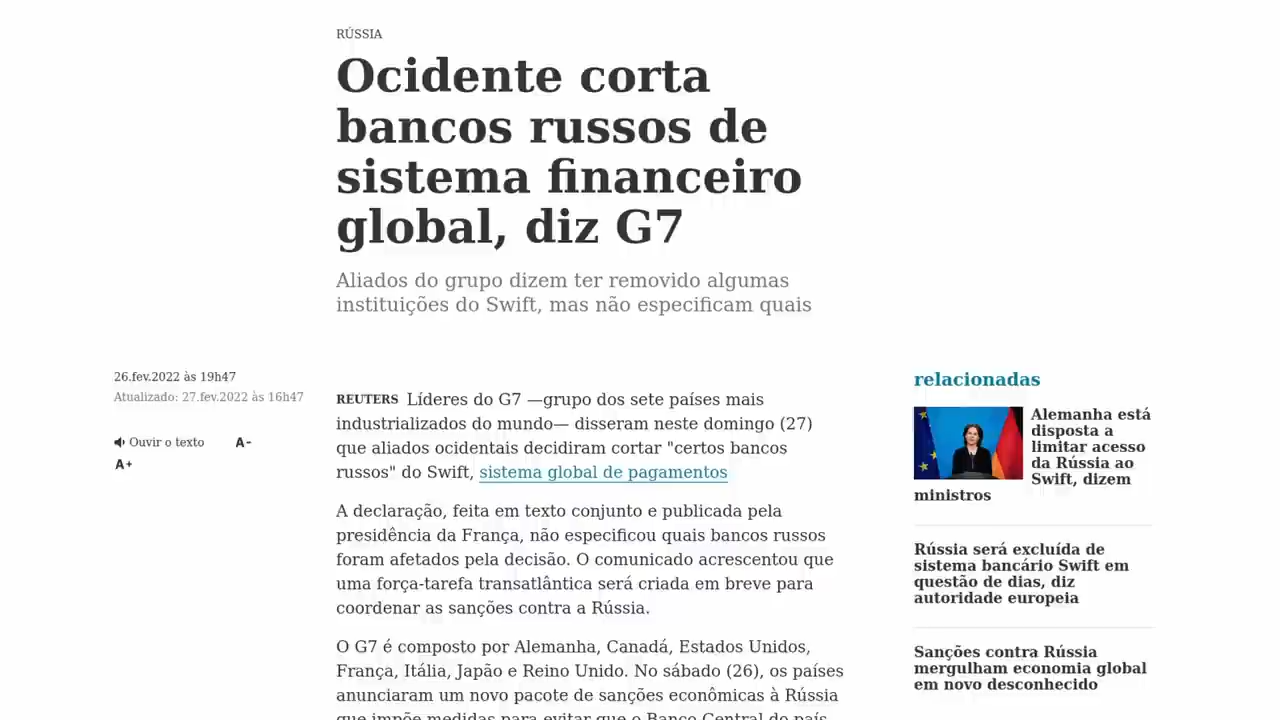 RÚSSIA
Ocidente corta
bancos russos de
sistema financeiro
global, diz G7
Aliados do grupo dizem ter removido algumas
instituições do Swift, mas não especificam quais
26.fev.2022 às 19h47
Atualizado: 27.fev.2022 às 16h47
Ouvir o texto A-
A+
REUTERS Líderes do G7 —grupo dos sete países mais
industrializados do mundo— disseram neste domingo (27)
que aliados ocidentais decidiram cortar "certos bancos
russos" do Swift, sistema global de pagamentos
A declaração, feita em texto conjunto e publicada pela
presidência da França, não especificou quais bancos russos
foram afetados pela decisão. O comunicado acrescentou que
uma força-tarefa transatlântica será criada em breve para
coordenar as sanções contra a Rússia.
O G7 é composto por Alemanha, Canadá, Estados Unidos,
França, Itália, Japão e Reino Unido. No sábado (26), os países
anunciaram um novo pacote de sanções econômicas à Rússia
que impõe medidas para evitar que o Banco Central do país
relacionadas
Alemanha está
disposta a
limitar acesso
da Rússia ao
Swift, dizem
ministros
Rússia será excluída de
sistema bancário Swift em
questão de dias, diz
autoridade europeia
Sanções contra Rússia
mergulham economia global
em novo desconhecido